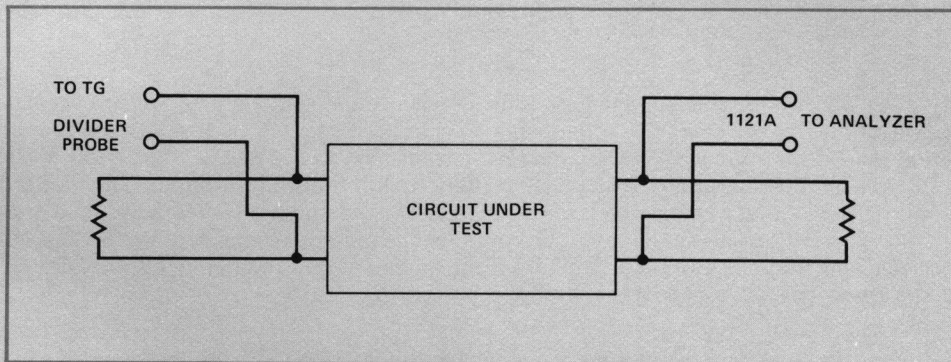 TO TG
DIVIDER
PROBE
CIRCUIT UNDER
TEST
1121A TO ANALYZER